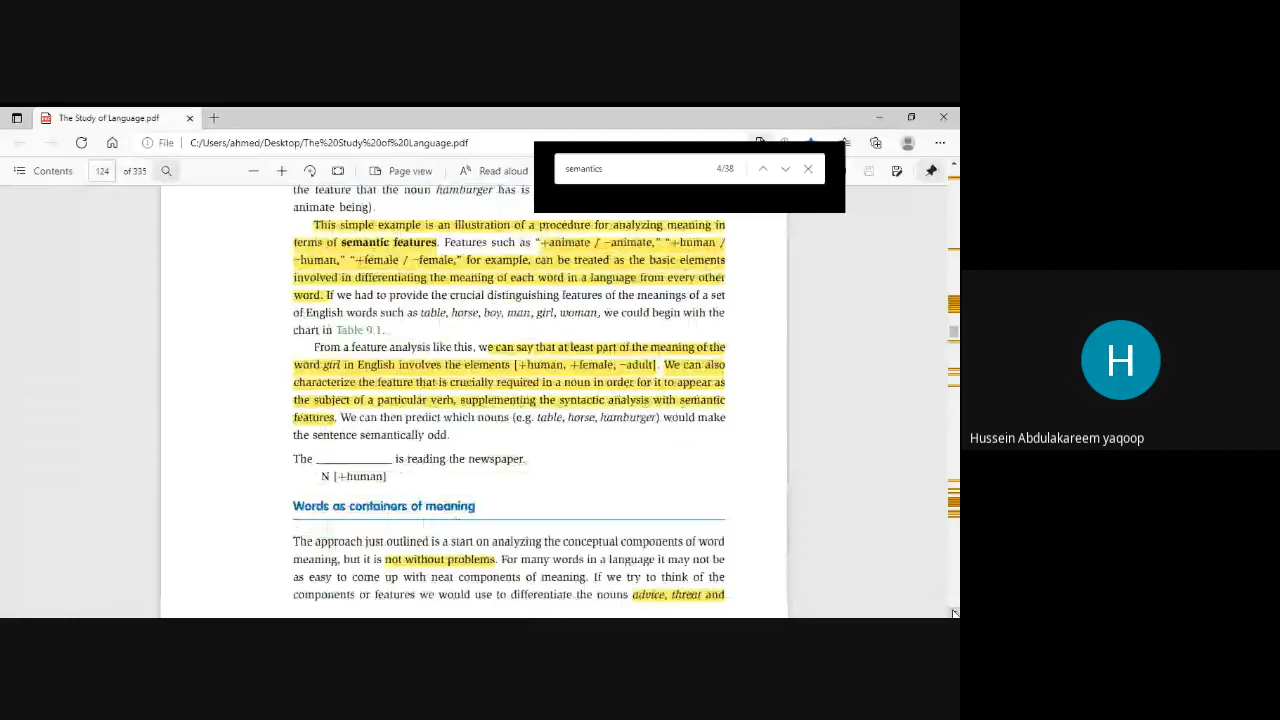 The Study of Language.pdf
File
C:/Users/ahmed/Desktop/The%20Study%20of%20Language.pdf
semantics
4/38
Contents
124
of 335
Page view
Read aloud
the feature that the noun hamburger has is
animate being).
This simple example is an illustration of a procedure for analyzing meaning in
terms of semantic features. Features such as “+animate / −animate,” “+human /
−human,” “+female / −female,” for example, can be treated as the basic elements
involved in differentiating the meaning of each word in a language from every other
word. If we had to provide the crucial distinguishing features of the meanings of a set
of English words such as table, horse, boy, man, girl, woman, we could begin with the
chart in Table 9.1.
From a feature analysis like this, we can say that at least part of the meaning of the
word girl in English involves the elements [+human, +female, −adult]. We can also
characterize the feature that is crucially required in a noun in order for it to appear as
the subject of a particular verb, supplementing the syntactic analysis with semantic
features. We can then predict which nouns (e.g. table, horse, hamburger) would make
the sentence semantically odd.
The ____________ is reading the newspaper.
N [+human]
Words as containers of meaning
The approach just outlined is a start on analyzing the conceptual components of word
meaning, but it is not without problems. For many words in a language it may not be
as easy to come up with neat components of meaning. If we try to think of the
components or features we would use to differentiate the nouns advice, threat and
H
Hussein Abdulakareem yaqoop